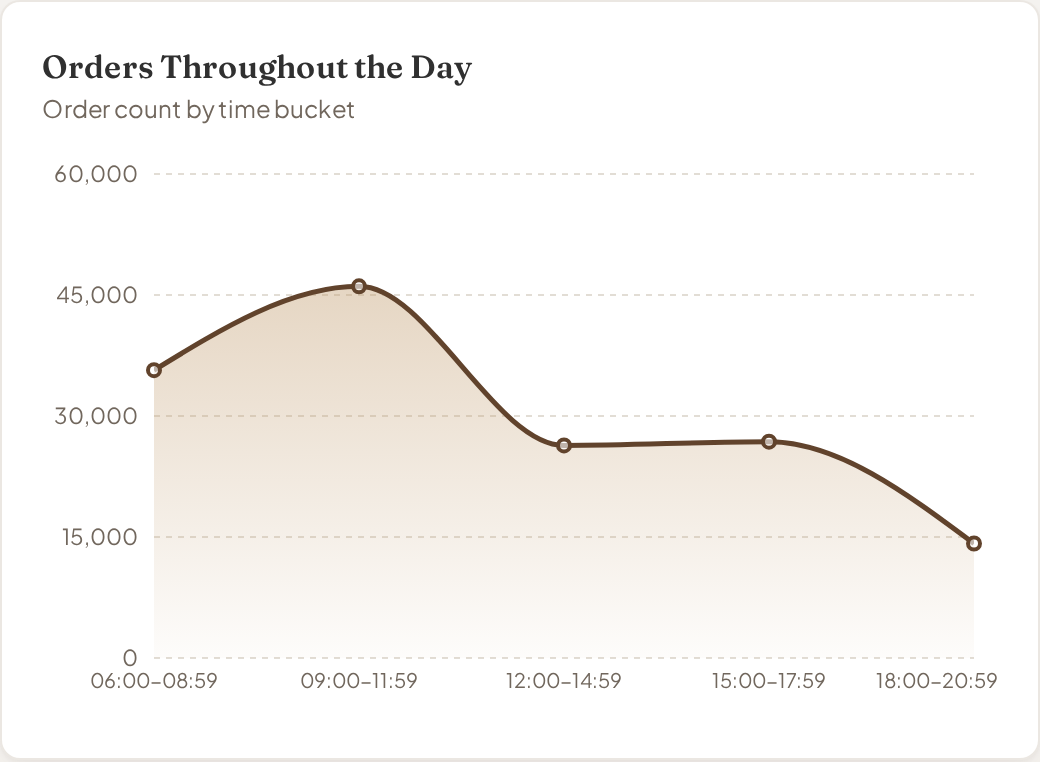 Orders Throughout the Day
Order count by time bucket
60,000
45,000
30,000
15,000
0
06:00–08:59 09:00–11:59 12:00–14:59 15:00–17:59 18:00–20:59